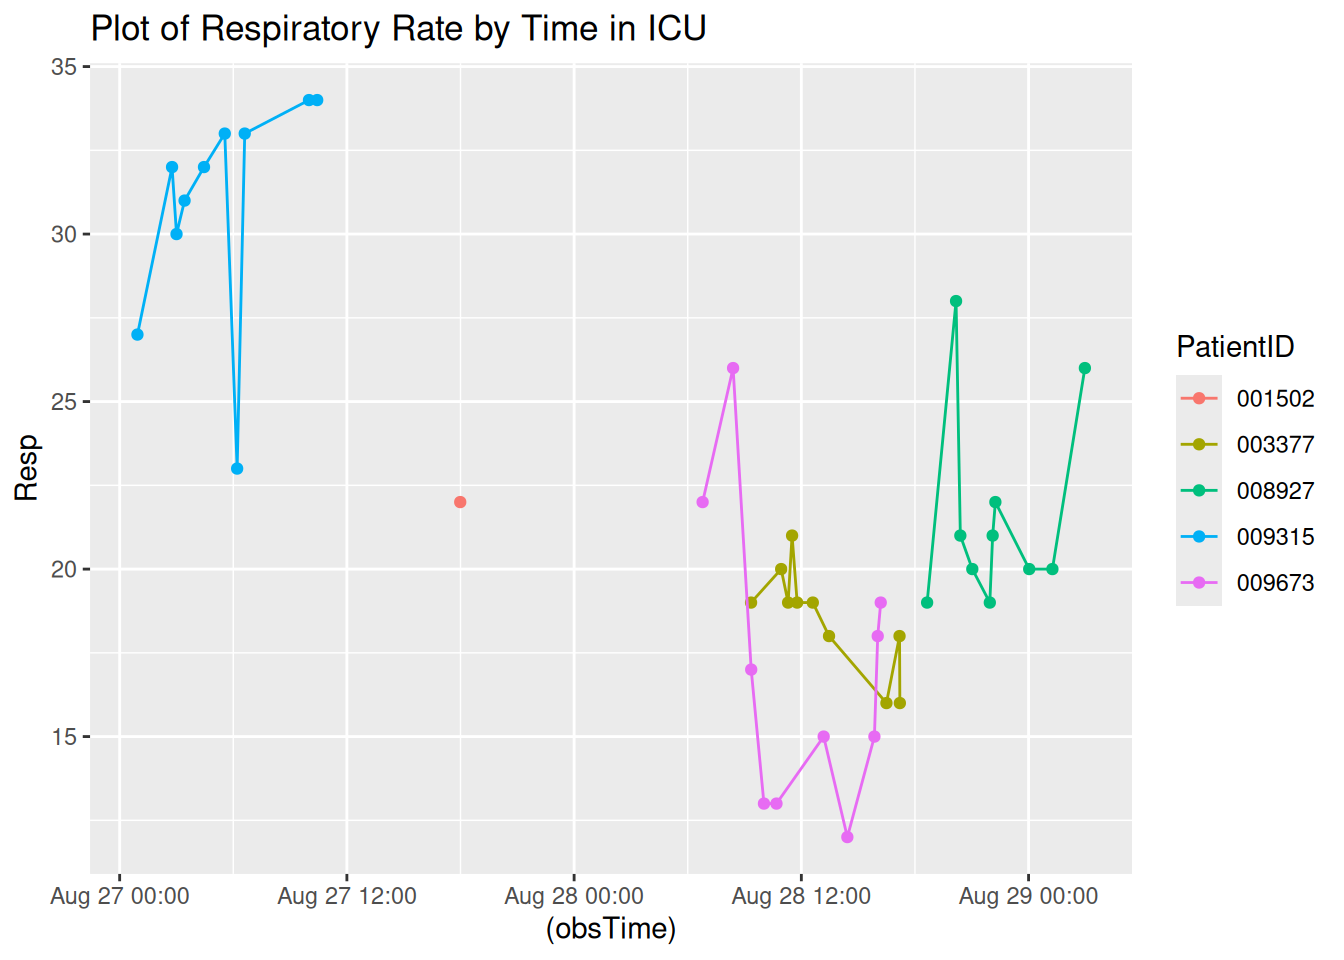 Plot of Respiratory Rate by Time in ICU
35
30
25
20
15
Resp
Aug 27 00:00
Aug 27 12:00
Aug 28 00:00
Aug 28 12:00
Aug 29 00:00
(obsTime)
PatientID
001502
003377
008927
009315
009673